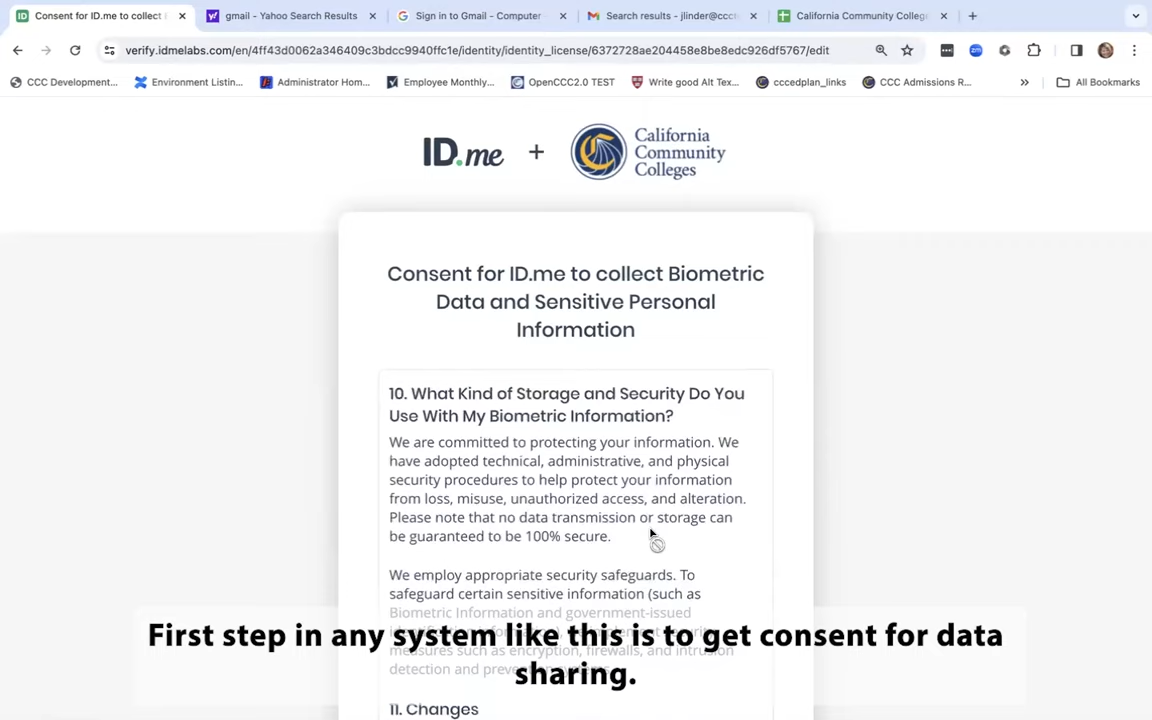 Consent for ID.me to collect B
gmail - Yahoo Search Results
Sign in to Gmail - Computer -
Search results - jlinder@ccct
California Community Colleg
verify.idmelabs.com/en/4ff43d0062a346409c3bdcc9940ffc1e/identity/identity_license/6372728ae204458e8be8edc926df5767/edit
CCC Development...
Environment Listin...
Administrator Hom...
Employee Monthly...
OpenCCC2.0 TEST
Write good Alt Tex...
cccedplan_links
CCC Admissions R...
All Bookmarks
ID.me + California
Community
Colleges
Consent for ID.me to collect Biometric
Data and Sensitive Personal
Information
10. What Kind of Storage and Security Do You
Use With My Biometric Information?
We are committed to protecting your information. We
have adopted technical, administrative, and physical
security procedures to help protect your information
from loss, misuse, unauthorized access, and alteration.
Please note that no data transmission or storage can
be guaranteed to be 100% secure.
We employ appropriate security safeguards. To
safeguard certain sensitive information (such as
Biometric Information and government-issued
measures such as encryption, firewalls, and intrusion
detection and prevention systems.
First step in any system like this is to get consent for data
sharing.
11. Changes